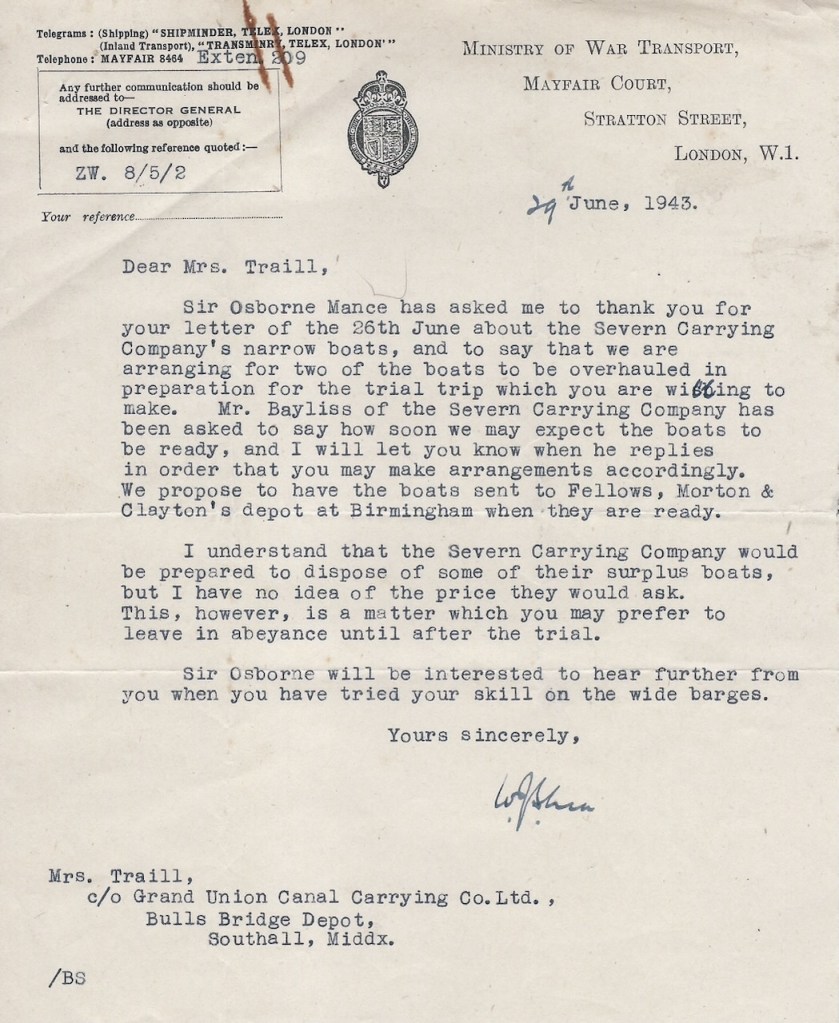 Telegrams : (Shipping) "SHIPMINDER, TELEX, LONDON"
(Inland Transport), "TRANSMINRY, TELEX, LONDON"
Telephone : MAYFAIR 8464 Exten. 209
Any further communication should be
addressed to—
THE DIRECTOR GENERAL
(address as opposite)
and the following reference quoted :—
ZW. 8/5/2
Your reference
MINISTRY OF WAR TRANSPORT,
MAYFAIR COURT,
STRATTON STREET,
LONDON, W.1.
29th June, 1943.
Dear Mrs. Traill,
Sir Osborne Mance has asked me to thank you for
your letter of the 26th June about the Severn Carrying
Company's narrow boats, and to say that we are
arranging for two of the boats to be overhauled in
preparation for the trial trip which you are willing to
make. Mr. Bayliss of the Severn Carrying Company has
been asked to say how soon we may expect the boats to
be ready, and I will let you know when he replies
in order that you may make arrangements accordingly.
We propose to have the boats sent to Fellows, Morton &
Clayton's depot at Birmingham when they are ready.
I understand that the Severn Carrying Company would
be prepared to dispose of some of their surplus boats,
but I have no idea of the price they would ask.
This, however, is a matter which you may prefer to
leave in abeyance until after the trial.
Sir Osborne will be interested to hear further from
you when you have tried your skill on the wide barges.
Yours sincerely,
Mrs. Traill,
c/o Grand Union Canal Carrying Co.Ltd.,
Bulls Bridge Depot,
Southall, Middx.
/BS